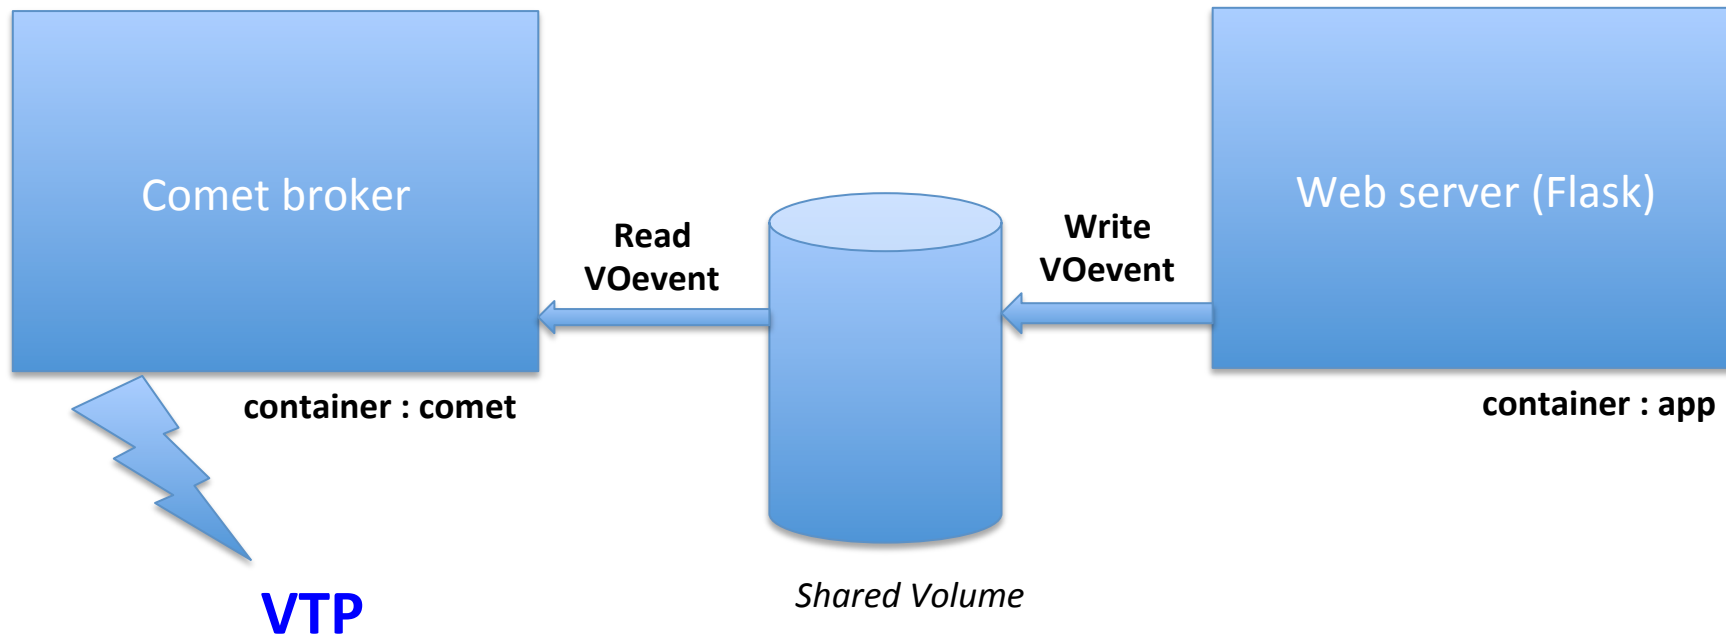 Comet broker
container : comet
VTP
Read
VOevent
Shared Volume
Write
VOevent
Web server (Flask)
container : app